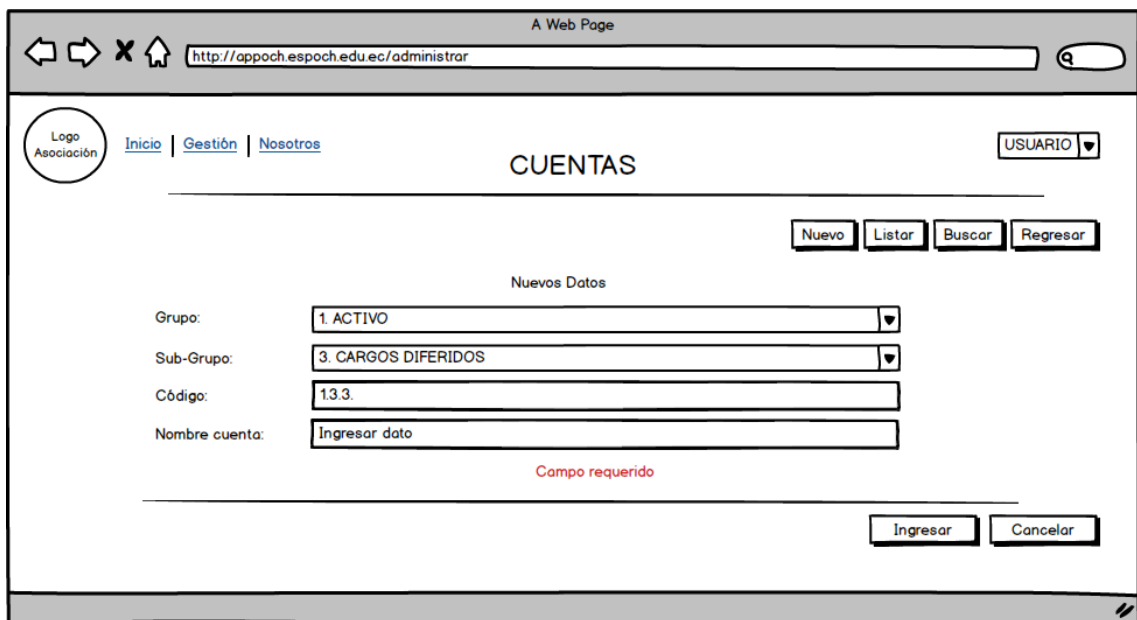 A Web Page
http://appoch.espoch.edu.ec/administrar
Logo
Asociación
Inicio | Gestión | Nosotros
USUARIO
CUENTAS
Nuevo Listar Buscar Regresar
Nuevos Datos
Grupo: 1. ACTIVO
Sub-Grupo: 3. CARGOS DIFERIDOS
Código: 1.3.3.
Nombre cuenta: Ingresar dato
Campo requerido
Ingresar Cancelar